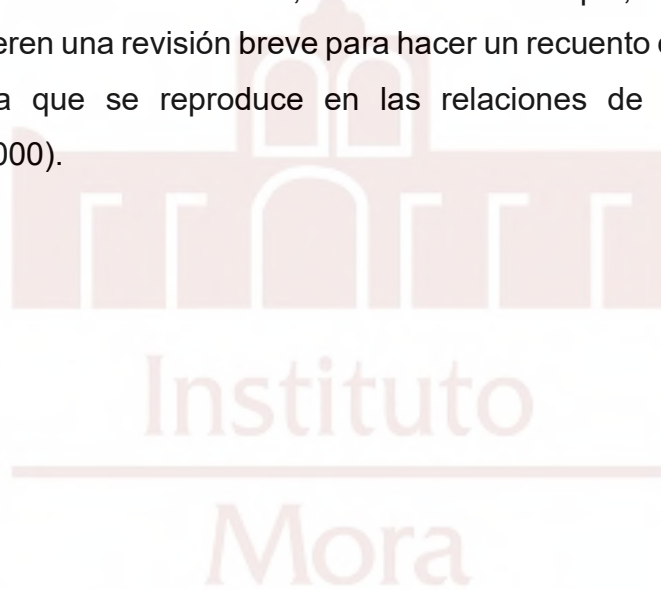 eren una revisión breve para hacer un recuento
a que se reproduce en las relaciones de
000).
Instituto
Mora